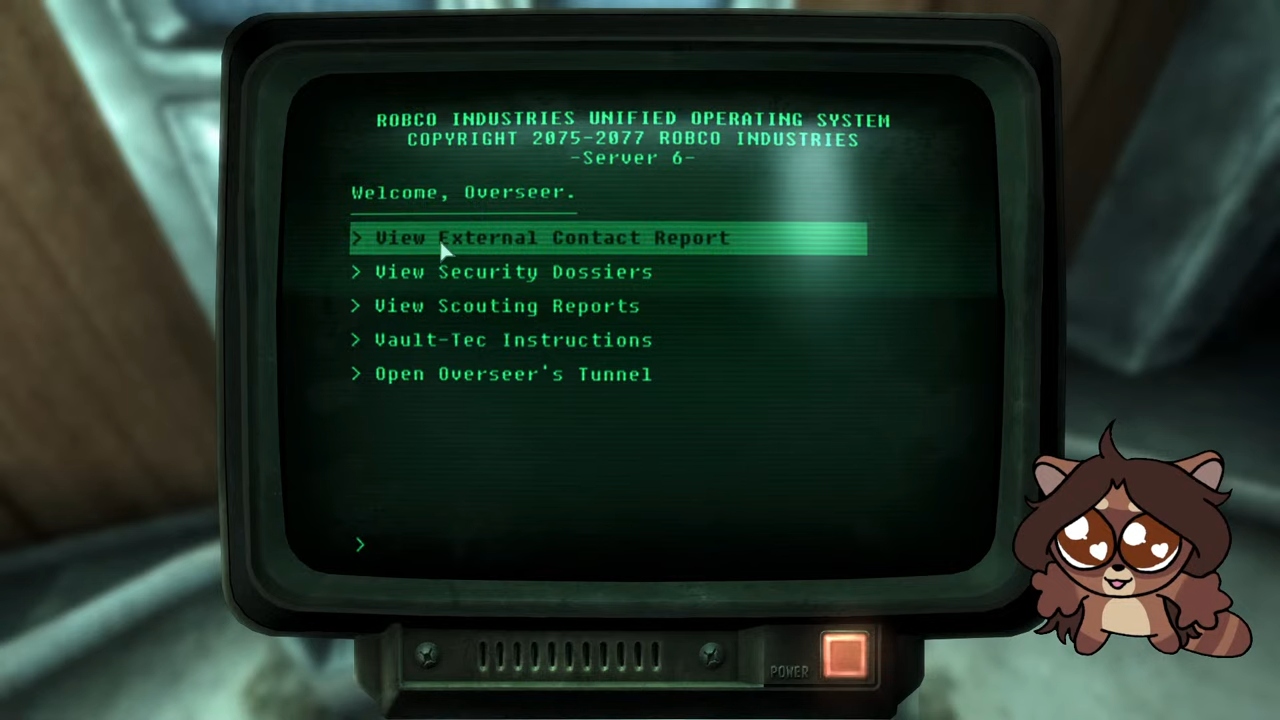 ROBCO INDUSTRIES UNIFIED OPERATING SYSTEM
COPYRIGHT 2075-2077 ROBCO INDUSTRIES
-Server 6-
Welcome, Overseer.
> View External Contact Report
> View Security Dossiers
> View Scouting Reports
> Vault-Tec Instructions
> Open Overseer's Tunnel
>
POWER